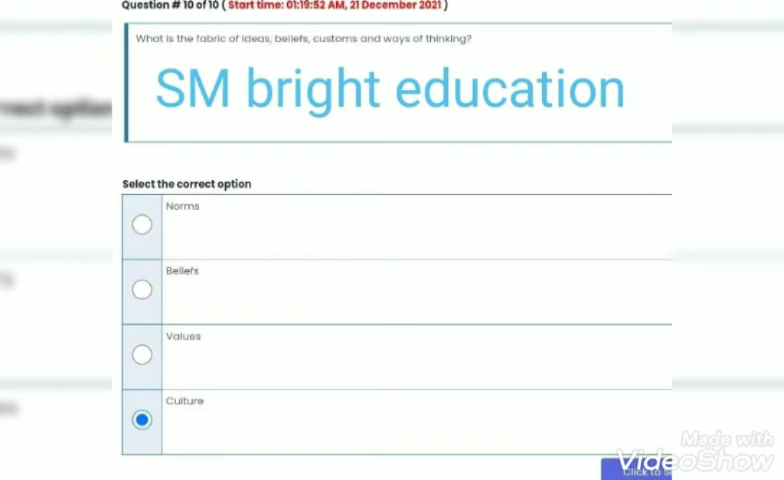 Question # 10 of 10 ( Start time: 01:19:52 AM, 21 December 2021 )
What is the fabric of ideas, beliefs, customs and ways of thinking?
SM bright education
Select the correct option
Norms
Beliefs
Values
Culture
Made with
VideoShow
Click to